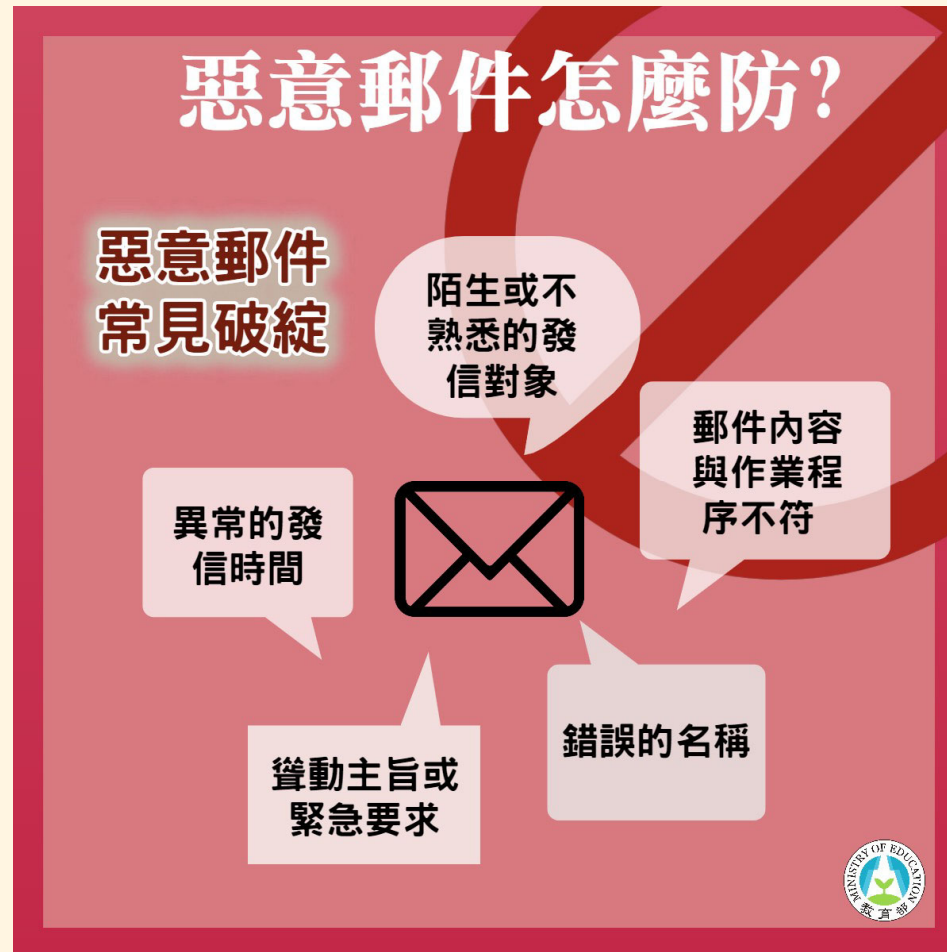 惡意郵件怎麼防?
惡意郵件
常見破綻
陌生或不
熟悉的發
信對象
郵件內容
與作業程
序不符
異常的發
信時間
錯誤的名稱
聳動主旨或
緊急要求
MINISTRY OF EDUCATION
教育部